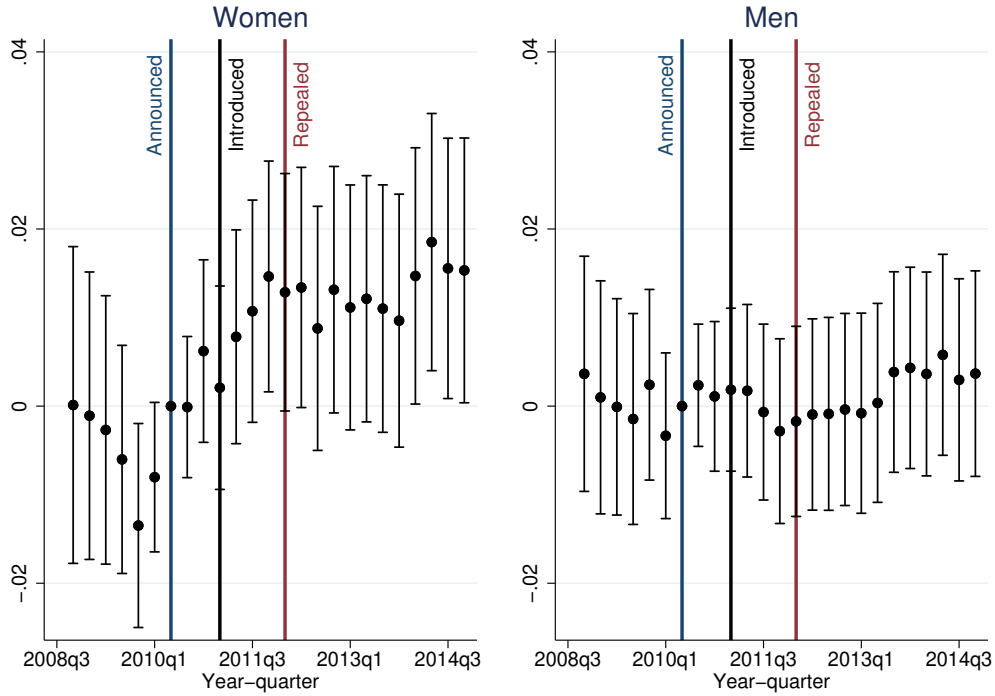 Women
.04
.02
0
-.02
Announced
Introduced
Repealed
2008q3 2010q1 2011q3 2013q1 2014q3
Year-quarter
Men
.04
.02
0
-.02
Announced
Introduced
Repealed
2008q3 2010q1 2011q3 2013q1 2014q3
Year-quarter